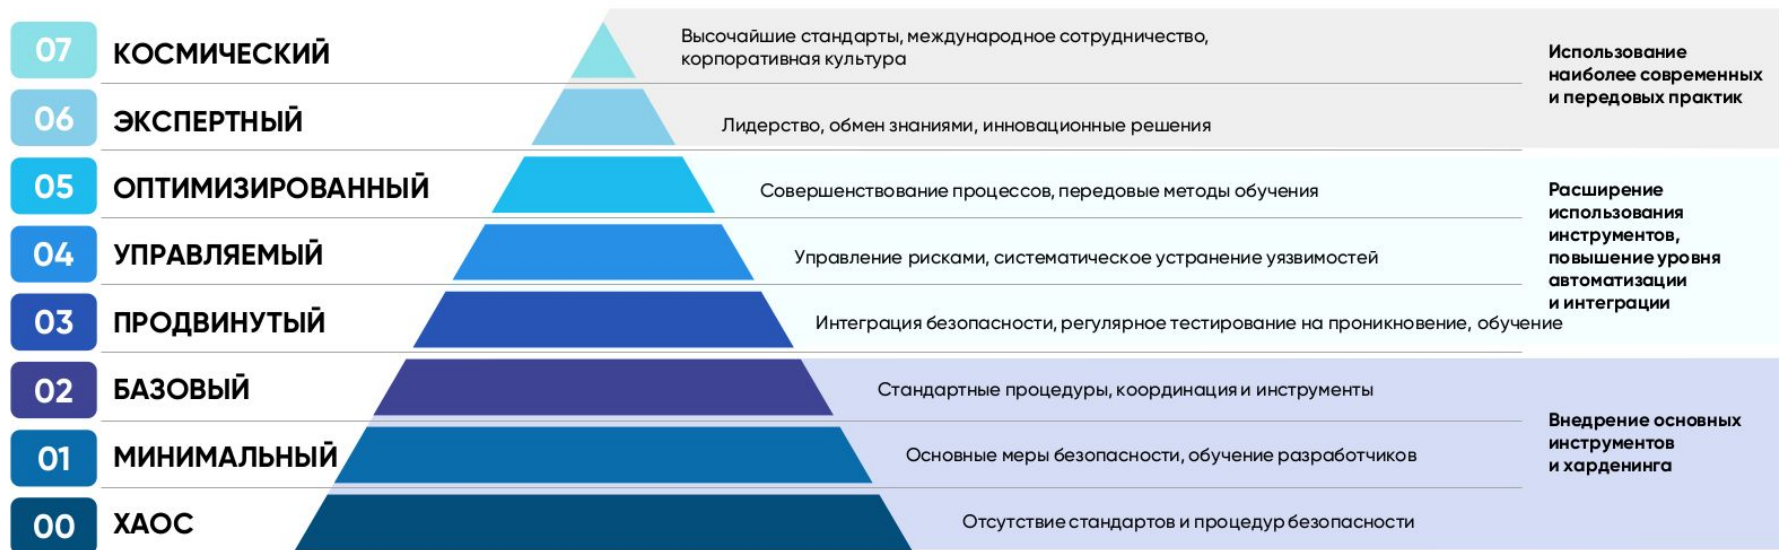 07
КОСМИЧЕСКИЙ
Высочайшие стандарты, международное сотрудничество,
корпоративная культура
Использование
наиболее современных
и передовых практик
06
ЭКСПЕРТНЫЙ
Лидерство, обмен знаниями, инновационные решения
05
ОПТИМИЗИРОВАННЫЙ
Совершенствование процессов, передовые методы обучения
Расширение
использования
инструментов,
повышение уровня
автоматизации
и интеграции
04
УПРАВЛЯЕМЫЙ
Управление рисками, систематическое устранение уязвимостей
03
ПРОДВИНУТЫЙ
Интеграция безопасности, регулярное тестирование на проникновение, обучение
02
БАЗОВЫЙ
Стандартные процедуры, координация и инструменты
Внедрение основных
инструментов
и харденинга
01
МИНИМАЛЬНЫЙ
Основные меры безопасности, обучение разработчиков
00
ХАОС
Отсутствие стандартов и процедур безопасности